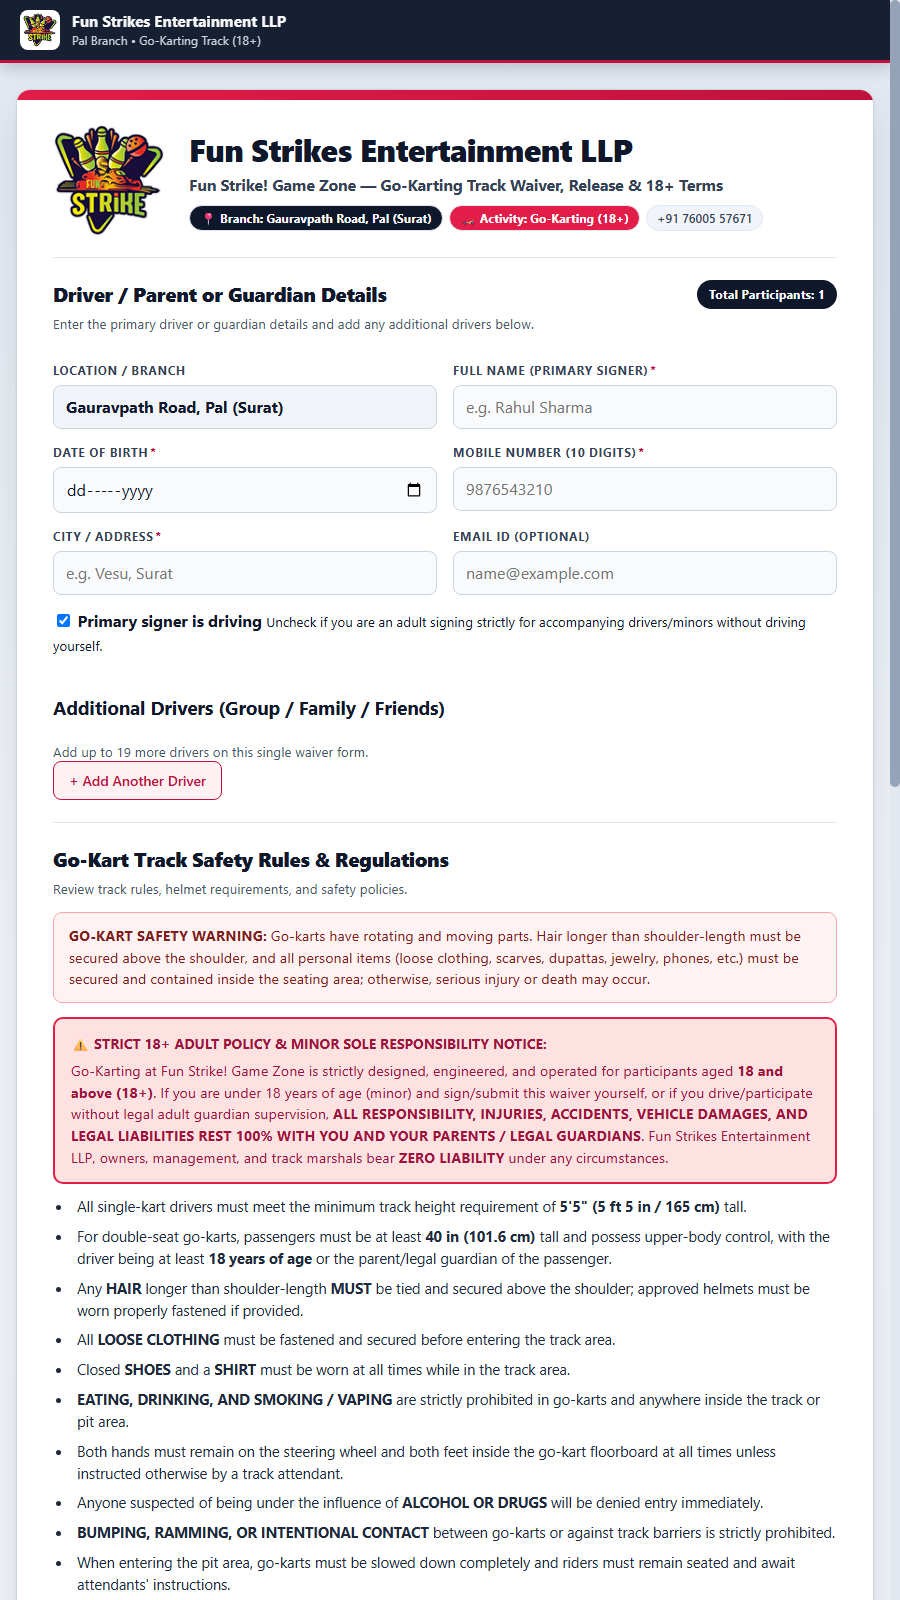 Fun Strikes Entertainment LLP
Pal Branch • Go-Karting Track (18+)
FUN
STRIKE
Fun Strikes Entertainment LLP
Fun Strike! Game Zone — Go-Karting Track Waiver, Release & 18+ Terms
📍 Branch: Gauravpath Road, Pal (Surat)
🏎️ Activity: Go-Karting (18+)
+91 76005 57671
Driver / Parent or Guardian Details
Total Participants: 1
Enter the primary driver or guardian details and add any additional drivers below.
LOCATION / BRANCH
FULL NAME (PRIMARY SIGNER) *
Gauravpath Road, Pal (Surat)
e.g. Rahul Sharma
DATE OF BIRTH *
MOBILE NUMBER (10 DIGITS) *
dd-----yyyy
9876543210
CITY / ADDRESS *
EMAIL ID (OPTIONAL)
e.g. Vesu, Surat
name@example.com
Primary signer is driving Uncheck if you are an adult signing strictly for accompanying drivers/minors without driving
yourself.
Additional Drivers (Group / Family / Friends)
Add up to 19 more drivers on this single waiver form.
+ Add Another Driver
Go-Kart Track Safety Rules & Regulations
Review track rules, helmet requirements, and safety policies.
GO-KART SAFETY WARNING: Go-karts have rotating and moving parts. Hair longer than shoulder-length must be
secured above the shoulder, and all personal items (loose clothing, scarves, dupattas, jewelry, phones, etc.) must be
secured and contained inside the seating area; otherwise, serious injury or death may occur.
⚠️ STRICT 18+ ADULT POLICY & MINOR SOLE RESPONSIBILITY NOTICE:
Go-Karting at Fun Strike! Game Zone is strictly designed, engineered, and operated for participants aged 18 and
above (18+). If you are under 18 years of age (minor) and sign/submit this waiver yourself, or if you drive/participate
without legal adult guardian supervision, ALL RESPONSIBILITY, INJURIES, ACCIDENTS, VEHICLE DAMAGES, AND
LEGAL LIABILITIES REST 100% WITH YOU AND YOUR PARENTS / LEGAL GUARDIANS. Fun Strikes Entertainment
LLP, owners, management, and track marshals bear ZERO LIABILITY under any circumstances.
• All single-kart drivers must meet the minimum track height requirement of 5'5" (5 ft 5 in / 165 cm) tall.
• For double-seat go-karts, passengers must be at least 40 in (101.6 cm) tall and possess upper-body control, with the
driver being at least 18 years of age or the parent/legal guardian of the passenger.
• Any HAIR longer than shoulder-length MUST be tied and secured above the shoulder; approved helmets must be
worn properly fastened if provided.
• All LOOSE CLOTHING must be fastened and secured before entering the track area.
• Closed SHOES and a SHIRT must be worn at all times while in the track area.
• EATING, DRINKING, AND SMOKING / VAPING are strictly prohibited in go-karts and anywhere inside the track or
pit area.
• Both hands must remain on the steering wheel and both feet inside the go-kart floorboard at all times unless
instructed otherwise by a track attendant.
• Anyone suspected of being under the influence of ALCOHOL OR DRUGS will be denied entry immediately.
• BUMPING, RAMMING, OR INTENTIONAL CONTACT between go-karts or against track barriers is strictly prohibited.
• When entering the pit area, go-karts must be slowed down completely and riders must remain seated and await
attendants' instructions.